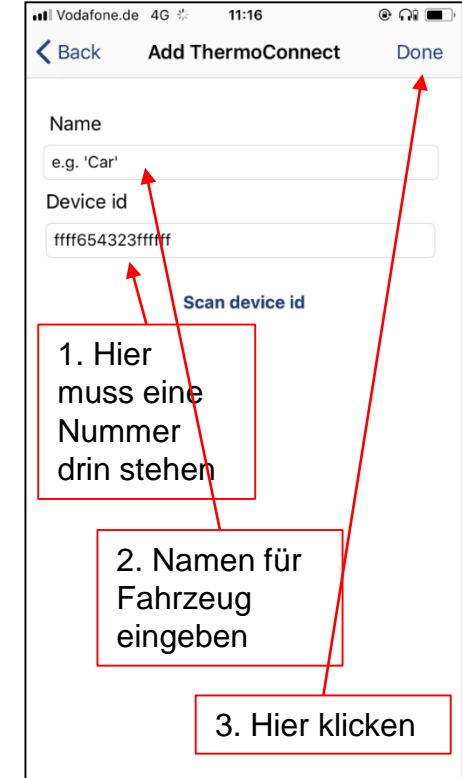 Vodafone.de 4G 11:16
Back Add ThermoConnect Done
Name
e.g. 'Car'
Device id
ffff654323ffffff
Scan device id
1. Hier
muss eine
Nummer
drin stehen
2. Namen für
Fahrzeug
eingeben
3. Hier klicken